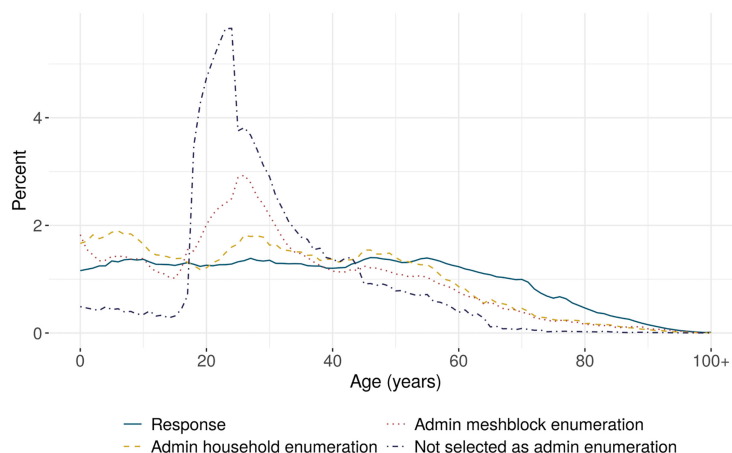 Percent
4
2
0
0 20 40 60 80 100+
Age (years)
Response Admin meshblock enumeration
Admin household enumeration Not selected as admin enumeration